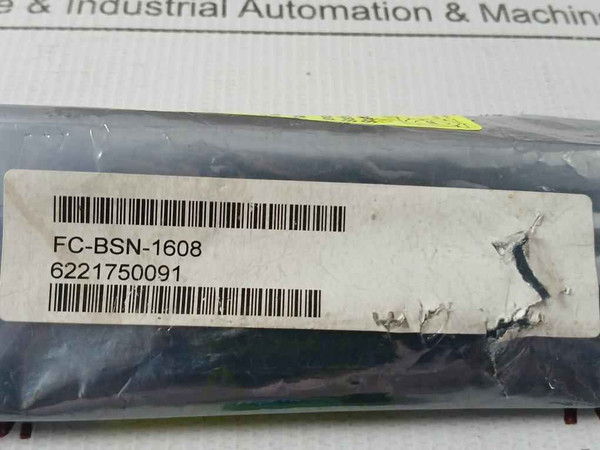 & Industrial Automation & Machin
FC-BSN-1608
6221750091